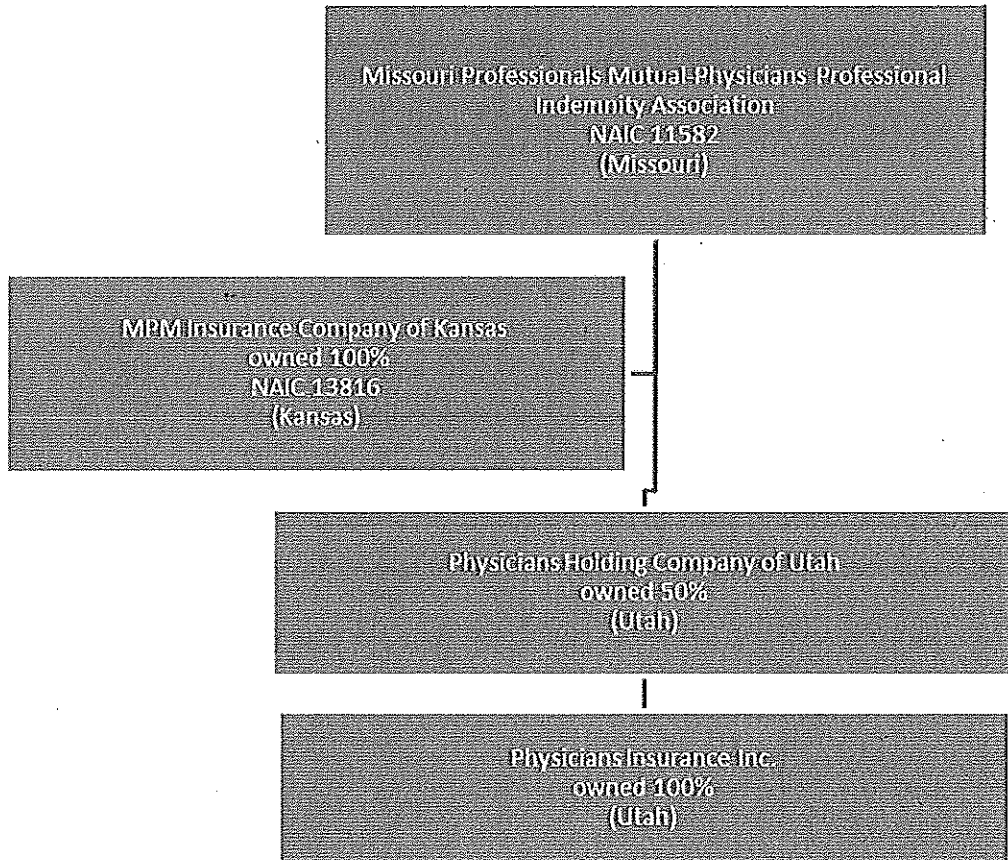 Missouri Professionals Mutual-Physicians Professional
Indemnity Association
NAIC 11582
(Missouri)
MPM Insurance Company of Kansas
owned 100%
NAIC 13816
(Kansas)
Physicians Holding Company of Utah
owned 50%
(Utah)
Physicians Insurance Inc.
owned 100%
(Utah)